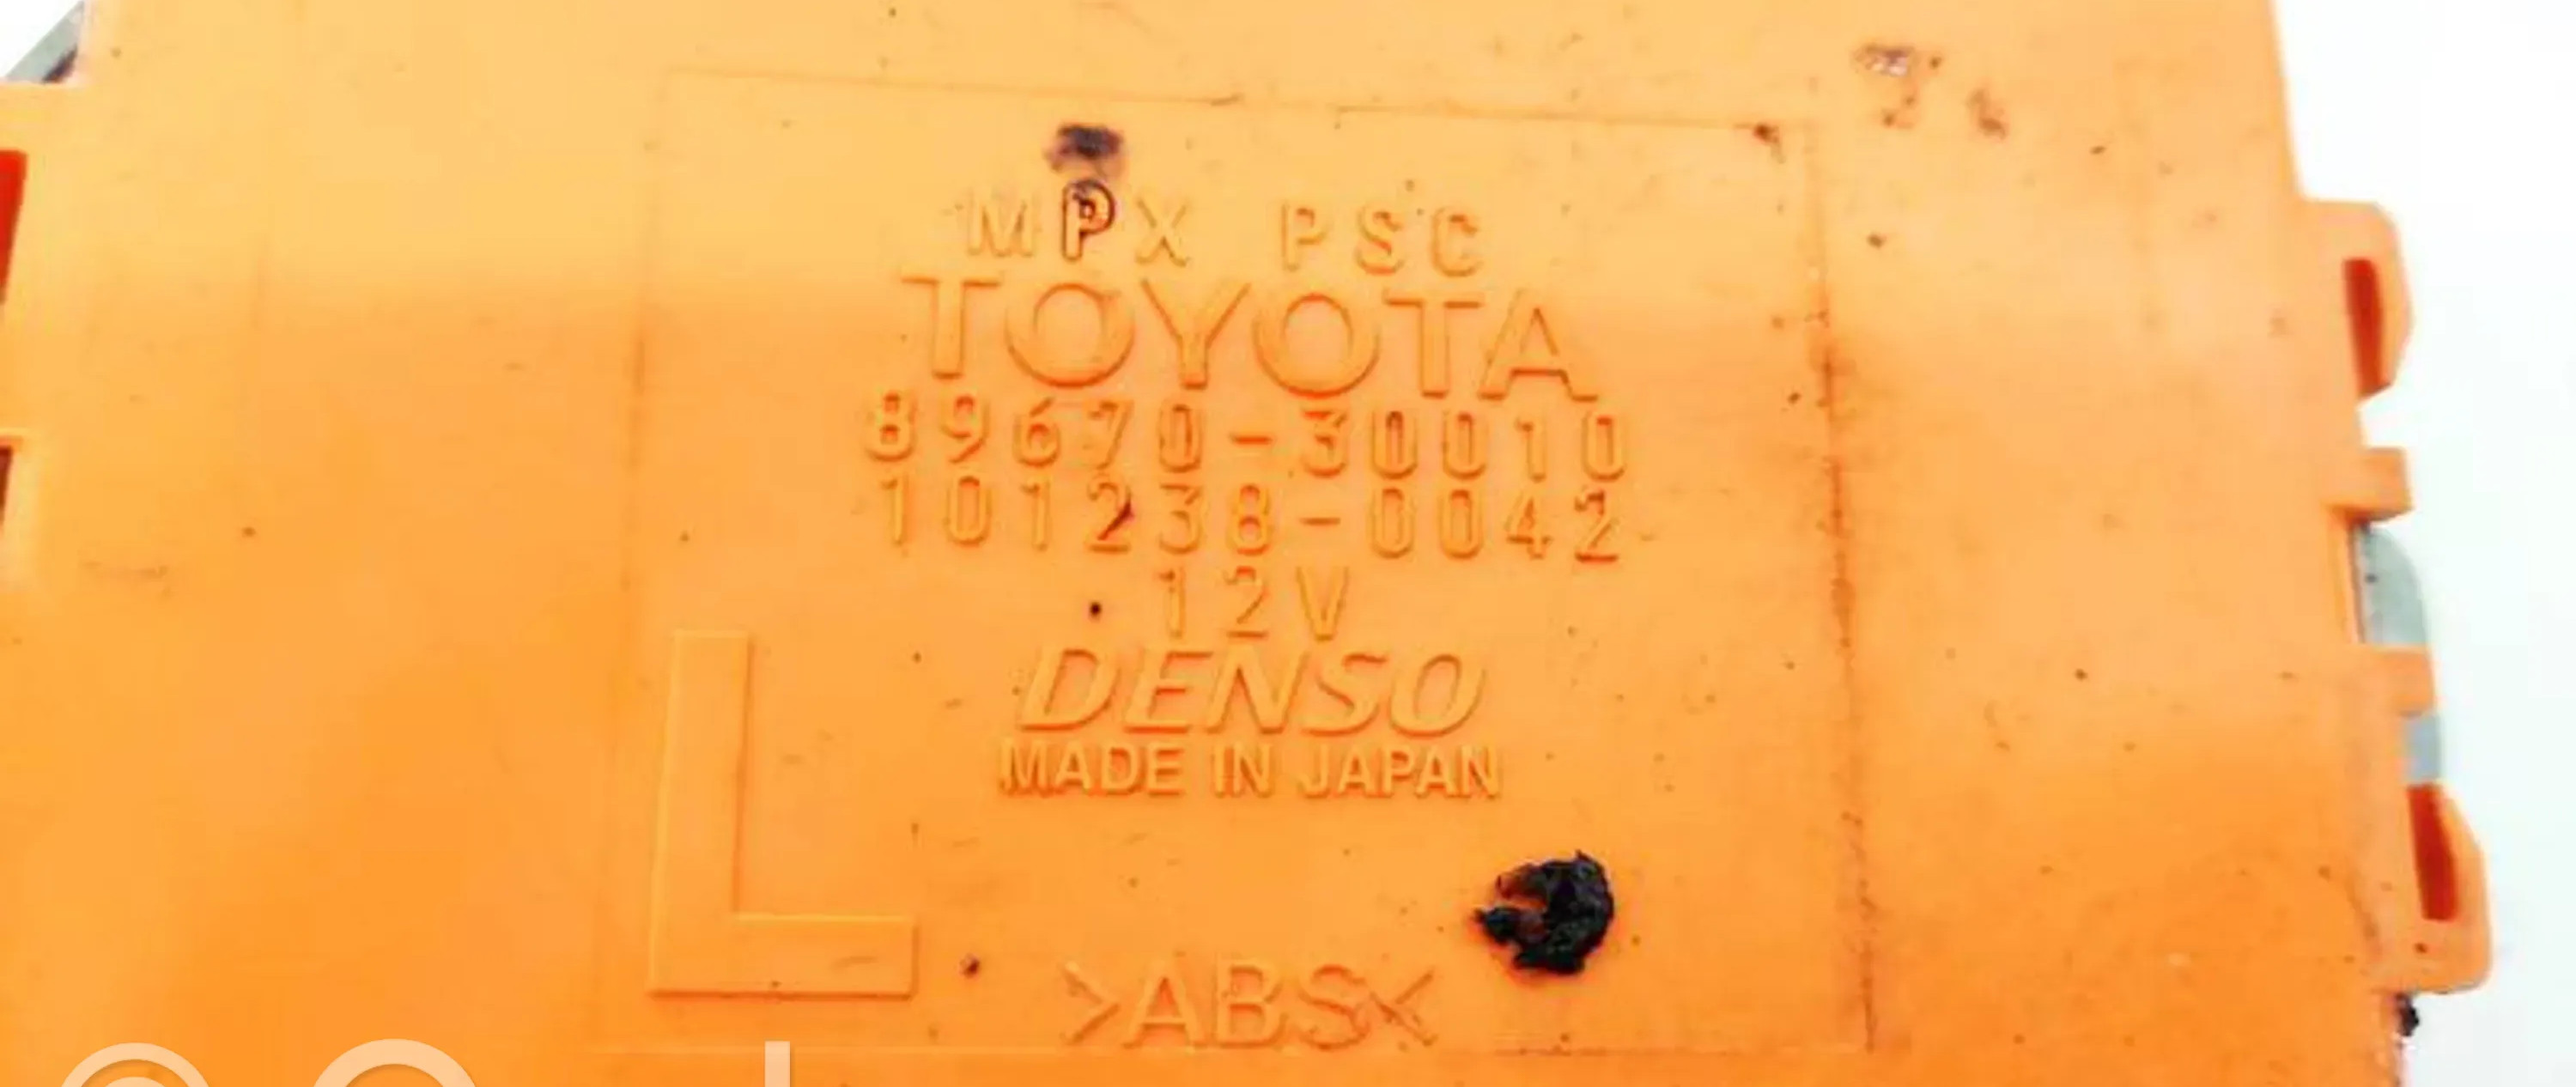 MPX PSC
TOYOTA
89670-30010
101238-0042
12V
DENSO
MADE IN JAPAN
L
>ABS<